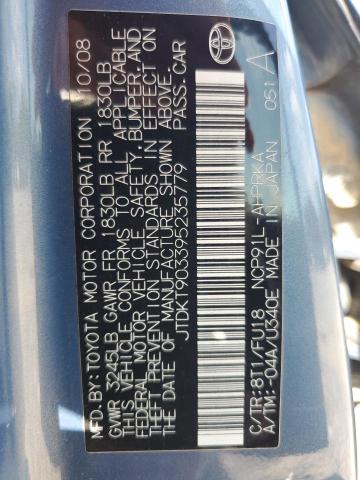 MFD.BY:TOYOTA MOTOR CORPORATION 10/08
GVWR 3245LB GAWR FR 1830LB RR 1830LB
THIS VEHICLE CONFORMS TO ALL APPLICABLE
FEDERAL MOTOR VEHICLE SAFETY, BUMPER, AND
THEFT PREVENTION STANDARDS IN EFFECT ON
THE DATE OF MANUFACTURE SHOWN ABOVE.
JTDKT903395235779 PASS.CAR
C/TR:8T1/FU18 NCP91L-AHPRKA
A/TM:-04A/U340E MADE IN JAPAN 051 A